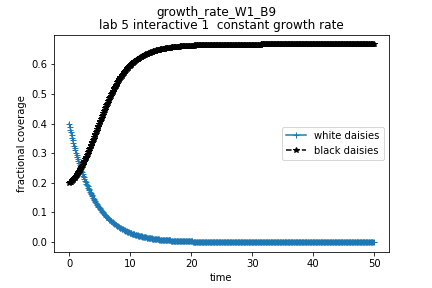 growth_rate_W1_B9
lab 5 interactive 1  constant growth rate
fractional coverage
0.6
0.5
0.4
0.3
0.2
0.1
0.0
white daisies
black daisies
0 10 20 30 40 50
time